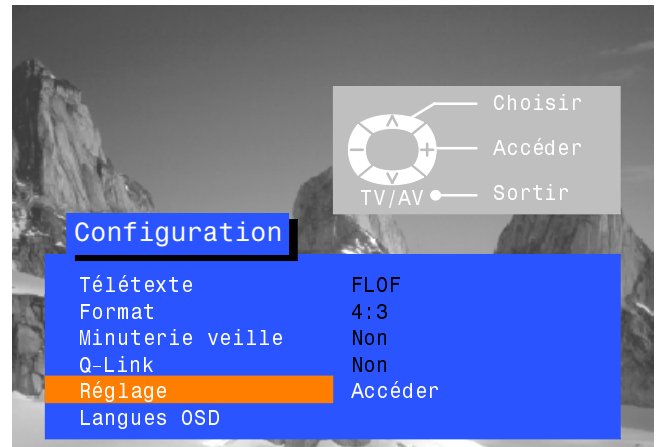 Choisir
Accéder
TV/AV Sortir
Configuration
Télétexte FLOF
Format 4:3
Minuterie veille Non
Q-Link Non
Réglage Accéder
Langues OSD